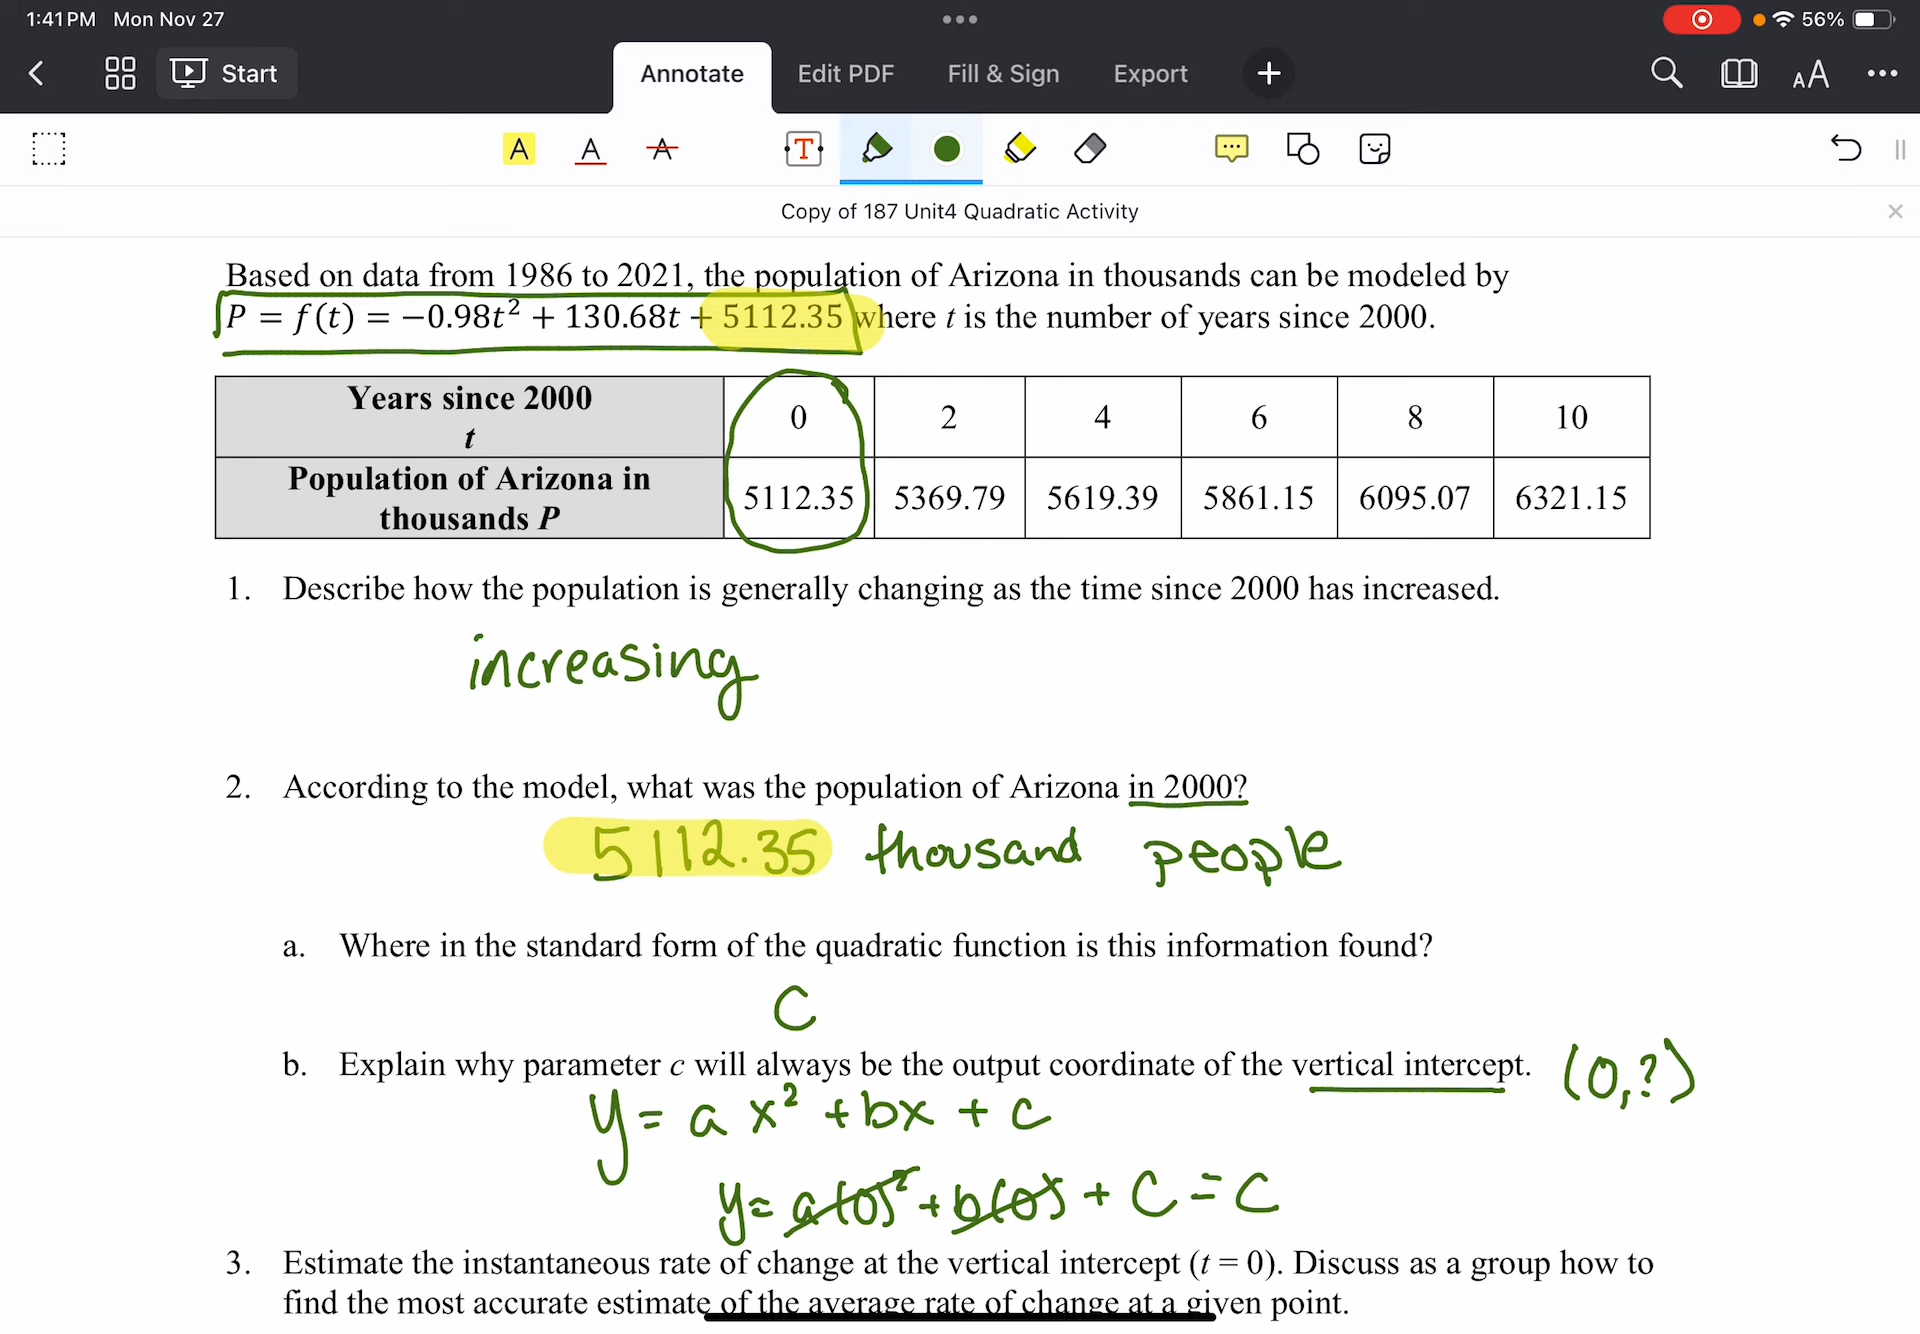 1:41 PM Mon Nov 27
56%
Start
Annotate
Edit PDF
Fill & Sign
Export
+
AA
A A A T
Copy of 187 Unit4 Quadratic Activity
Based on data from 1986 to 2021, the population of Arizona in thousands can be modeled by
P = f(t) = −0.98t² + 130.68t + 5112.35 where t is the number of years since 2000.
Years since 2000
t
0 2 4 6 8 10
Population of Arizona in
thousands P
5112.35 5369.79 5619.39 5861.15 6095.07 6321.15
1. Describe how the population is generally changing as the time since 2000 has increased.
increasing
2. According to the model, what was the population of Arizona in 2000?
5112.35 thousand people
a. Where in the standard form of the quadratic function is this information found?
C
b. Explain why parameter c will always be the output coordinate of the vertical intercept. (0,?)
y = ax² + bx + c
y = a(0)² + b(0) + C = C
3. Estimate the instantaneous rate of change at the vertical intercept (t = 0). Discuss as a group how to
find the most accurate estimate of the average rate of change at a given point.